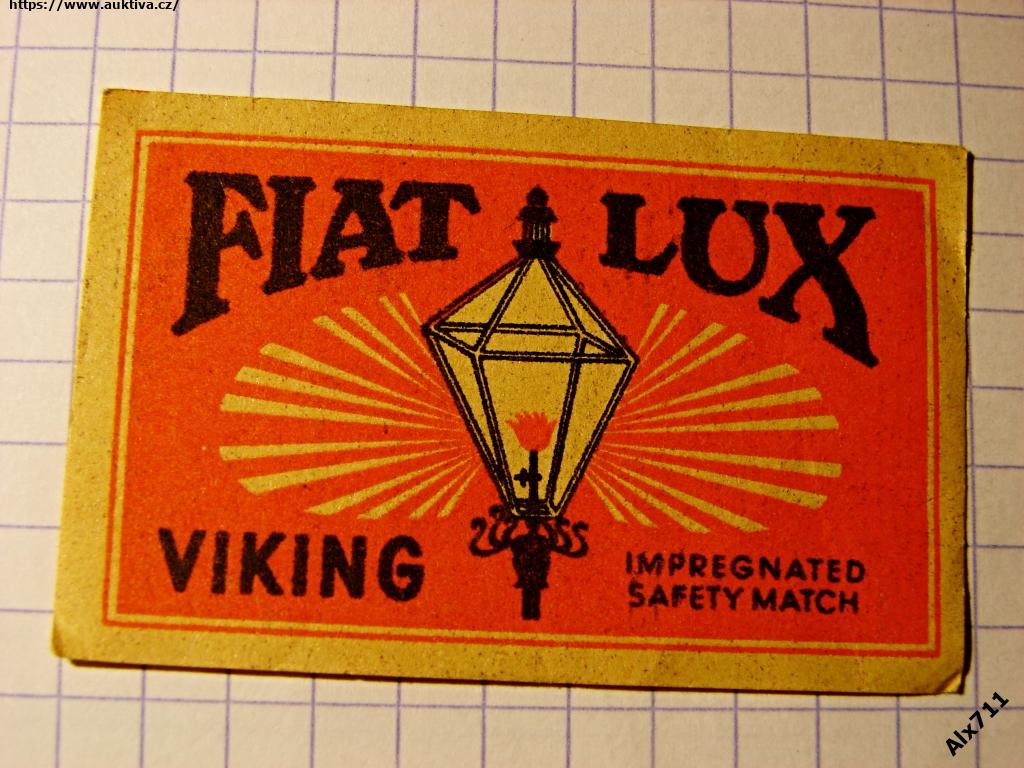 https://www.auktiva.cz/
FIAT LUX
VIKING
IMPREGNATED
SAFETY MATCH
Alx711